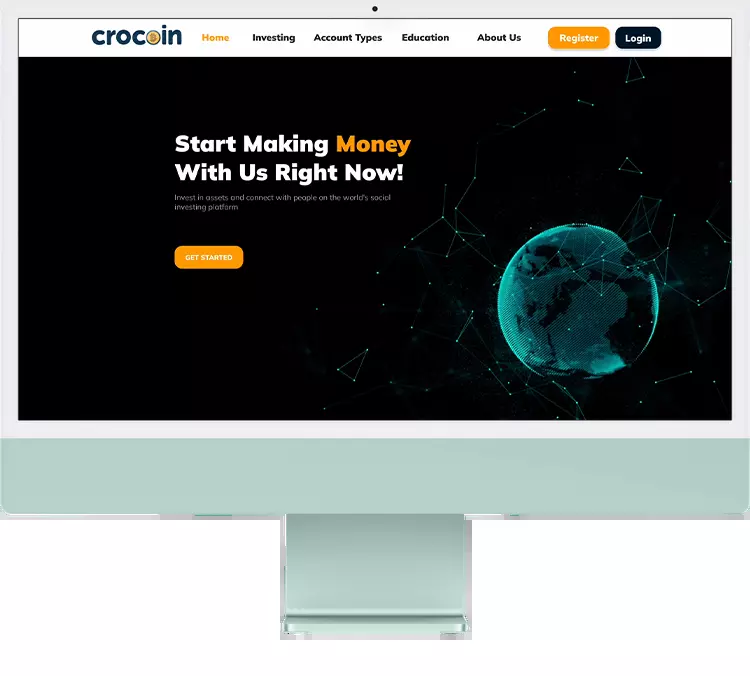 crocoin Home Investing Account Types Education About Us Register Login
Start Making Money
With Us Right Now!
Invest in assets and connect with people on the world's social
investing platform
GET STARTED